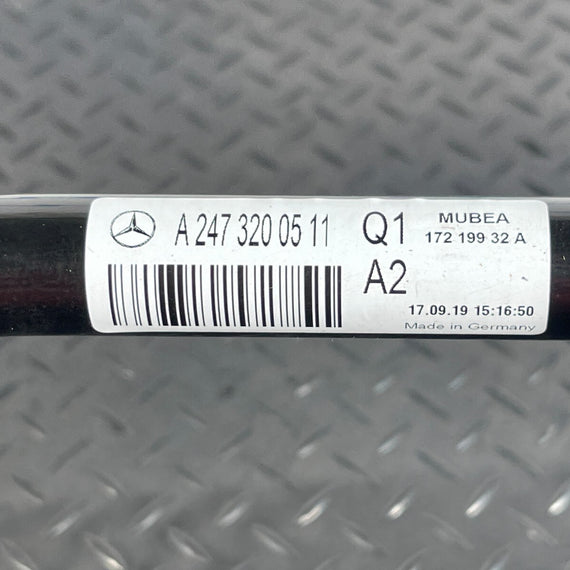 A 247 320 05 11
Q1
A2
MUBEA
172 199 32 A
17.09.19 15:16:50
Made in Germany